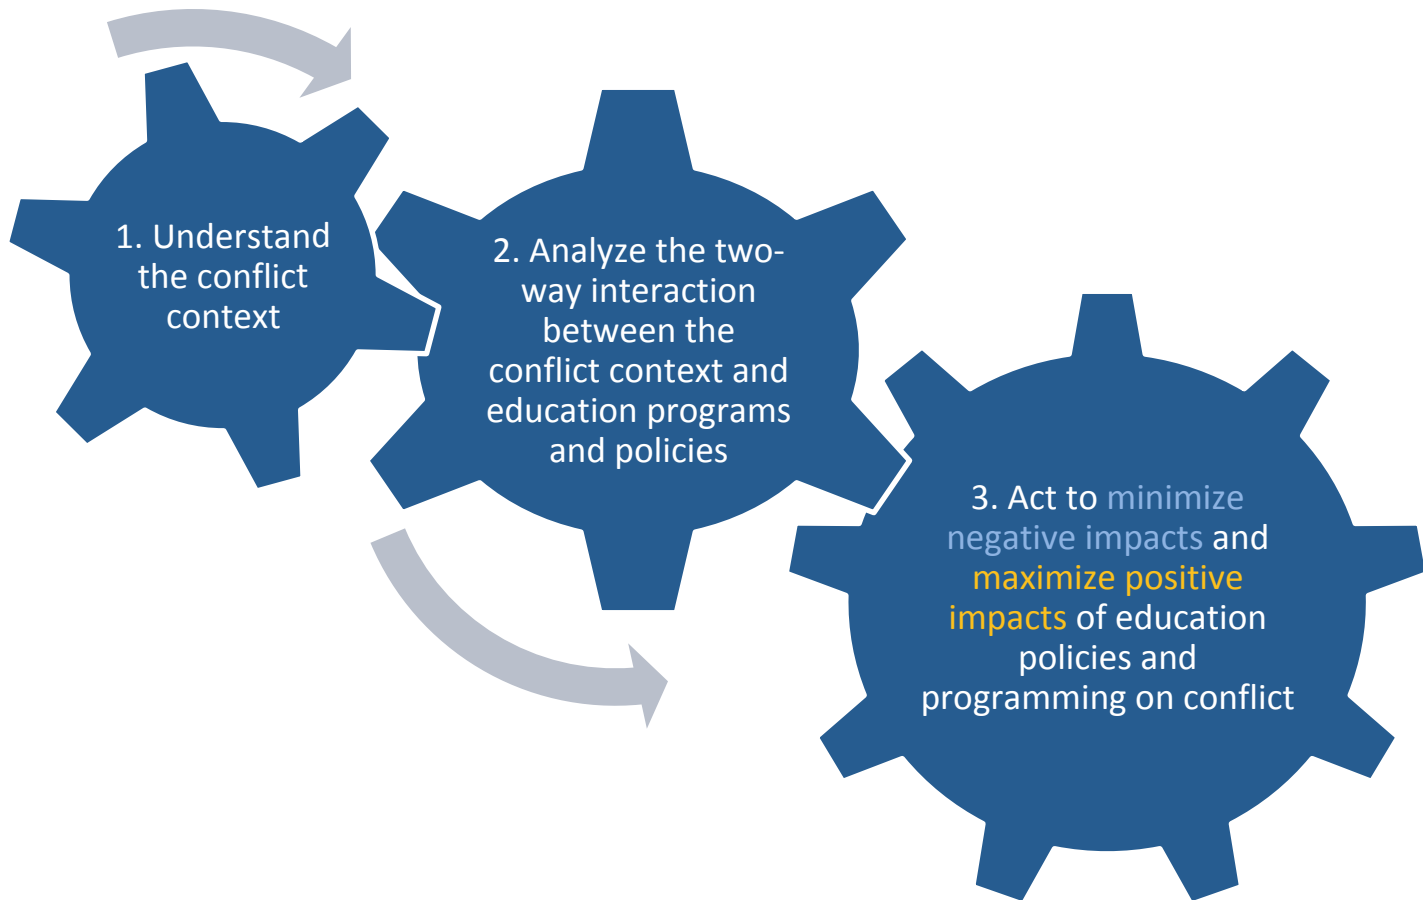 1. Understand
the conflict
context
2. Analyze the two-
way interaction
between the
conflict context and
education programs
and policies
3. Act to minimize
negative impacts and
maximize positive
impacts of education
policies and
programming on conflict